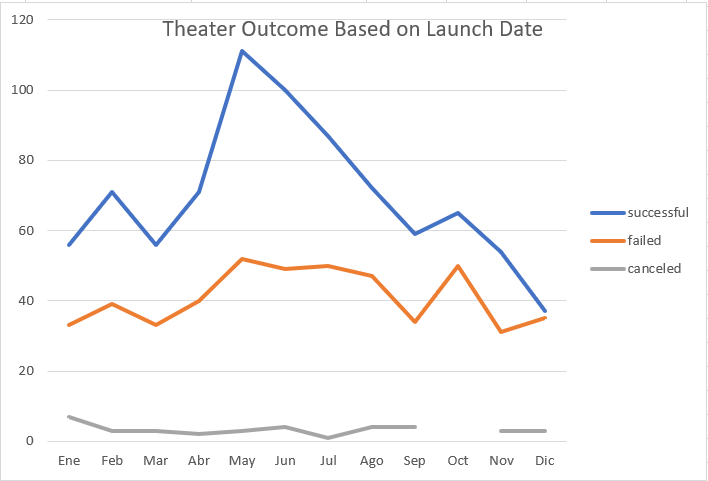 Theater Outcome Based on Launch Date
120
100
80
60
40
20
0
Ene Feb Mar Abr May Jun Jul Ago Sep Oct Nov Dic
successful
failed
canceled